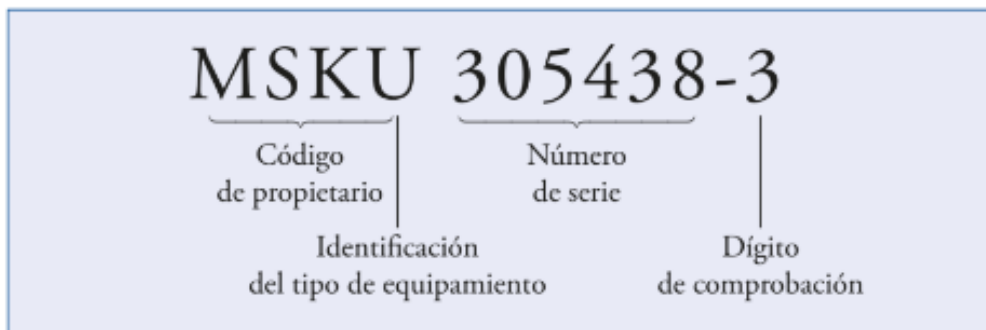 MSKU 305438-3
Código
de propietario
Número
de serie
Identificación
del tipo de equipamiento
Dígito
de comprobación